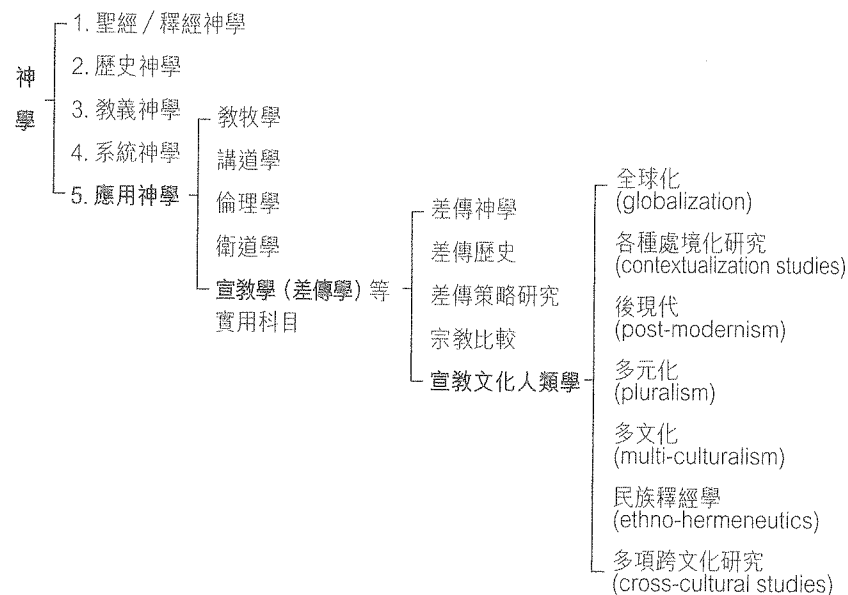 神學
1. 聖經／釋經神學
2. 歷史神學
3. 教義神學
4. 系統神學
5. 應用神學
教牧學
講道學
倫理學
衛道學
宣教學（差傳學）等
實用科目
差傳神學
差傳歷史
差傳策略研究
宗教比較
宣教文化人類學
全球化
(globalization)
各種處境化研究
(contextualization studies)
後現代
(post-modernism)
多元化
(pluralism)
多文化
(multi-culturalism)
民族釋經學
(ethno-hermeneutics)
多項跨文化研究
(cross-cultural studies)